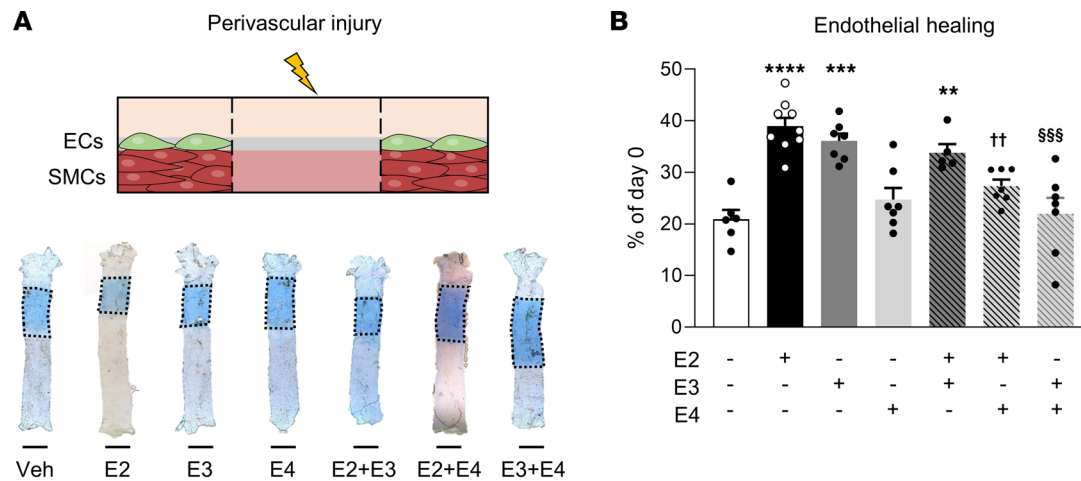 A
Perivascular injury
ECs
SMCs
Veh E2 E3 E4 E2+E3 E2+E4 E3+E4
B
Endothelial healing
% of day 0
50
40
30
20
10
0
**** *** ** †† §§§
E2 - + - - + + -
E3 - - + - + - +
E4 - - - + - + +